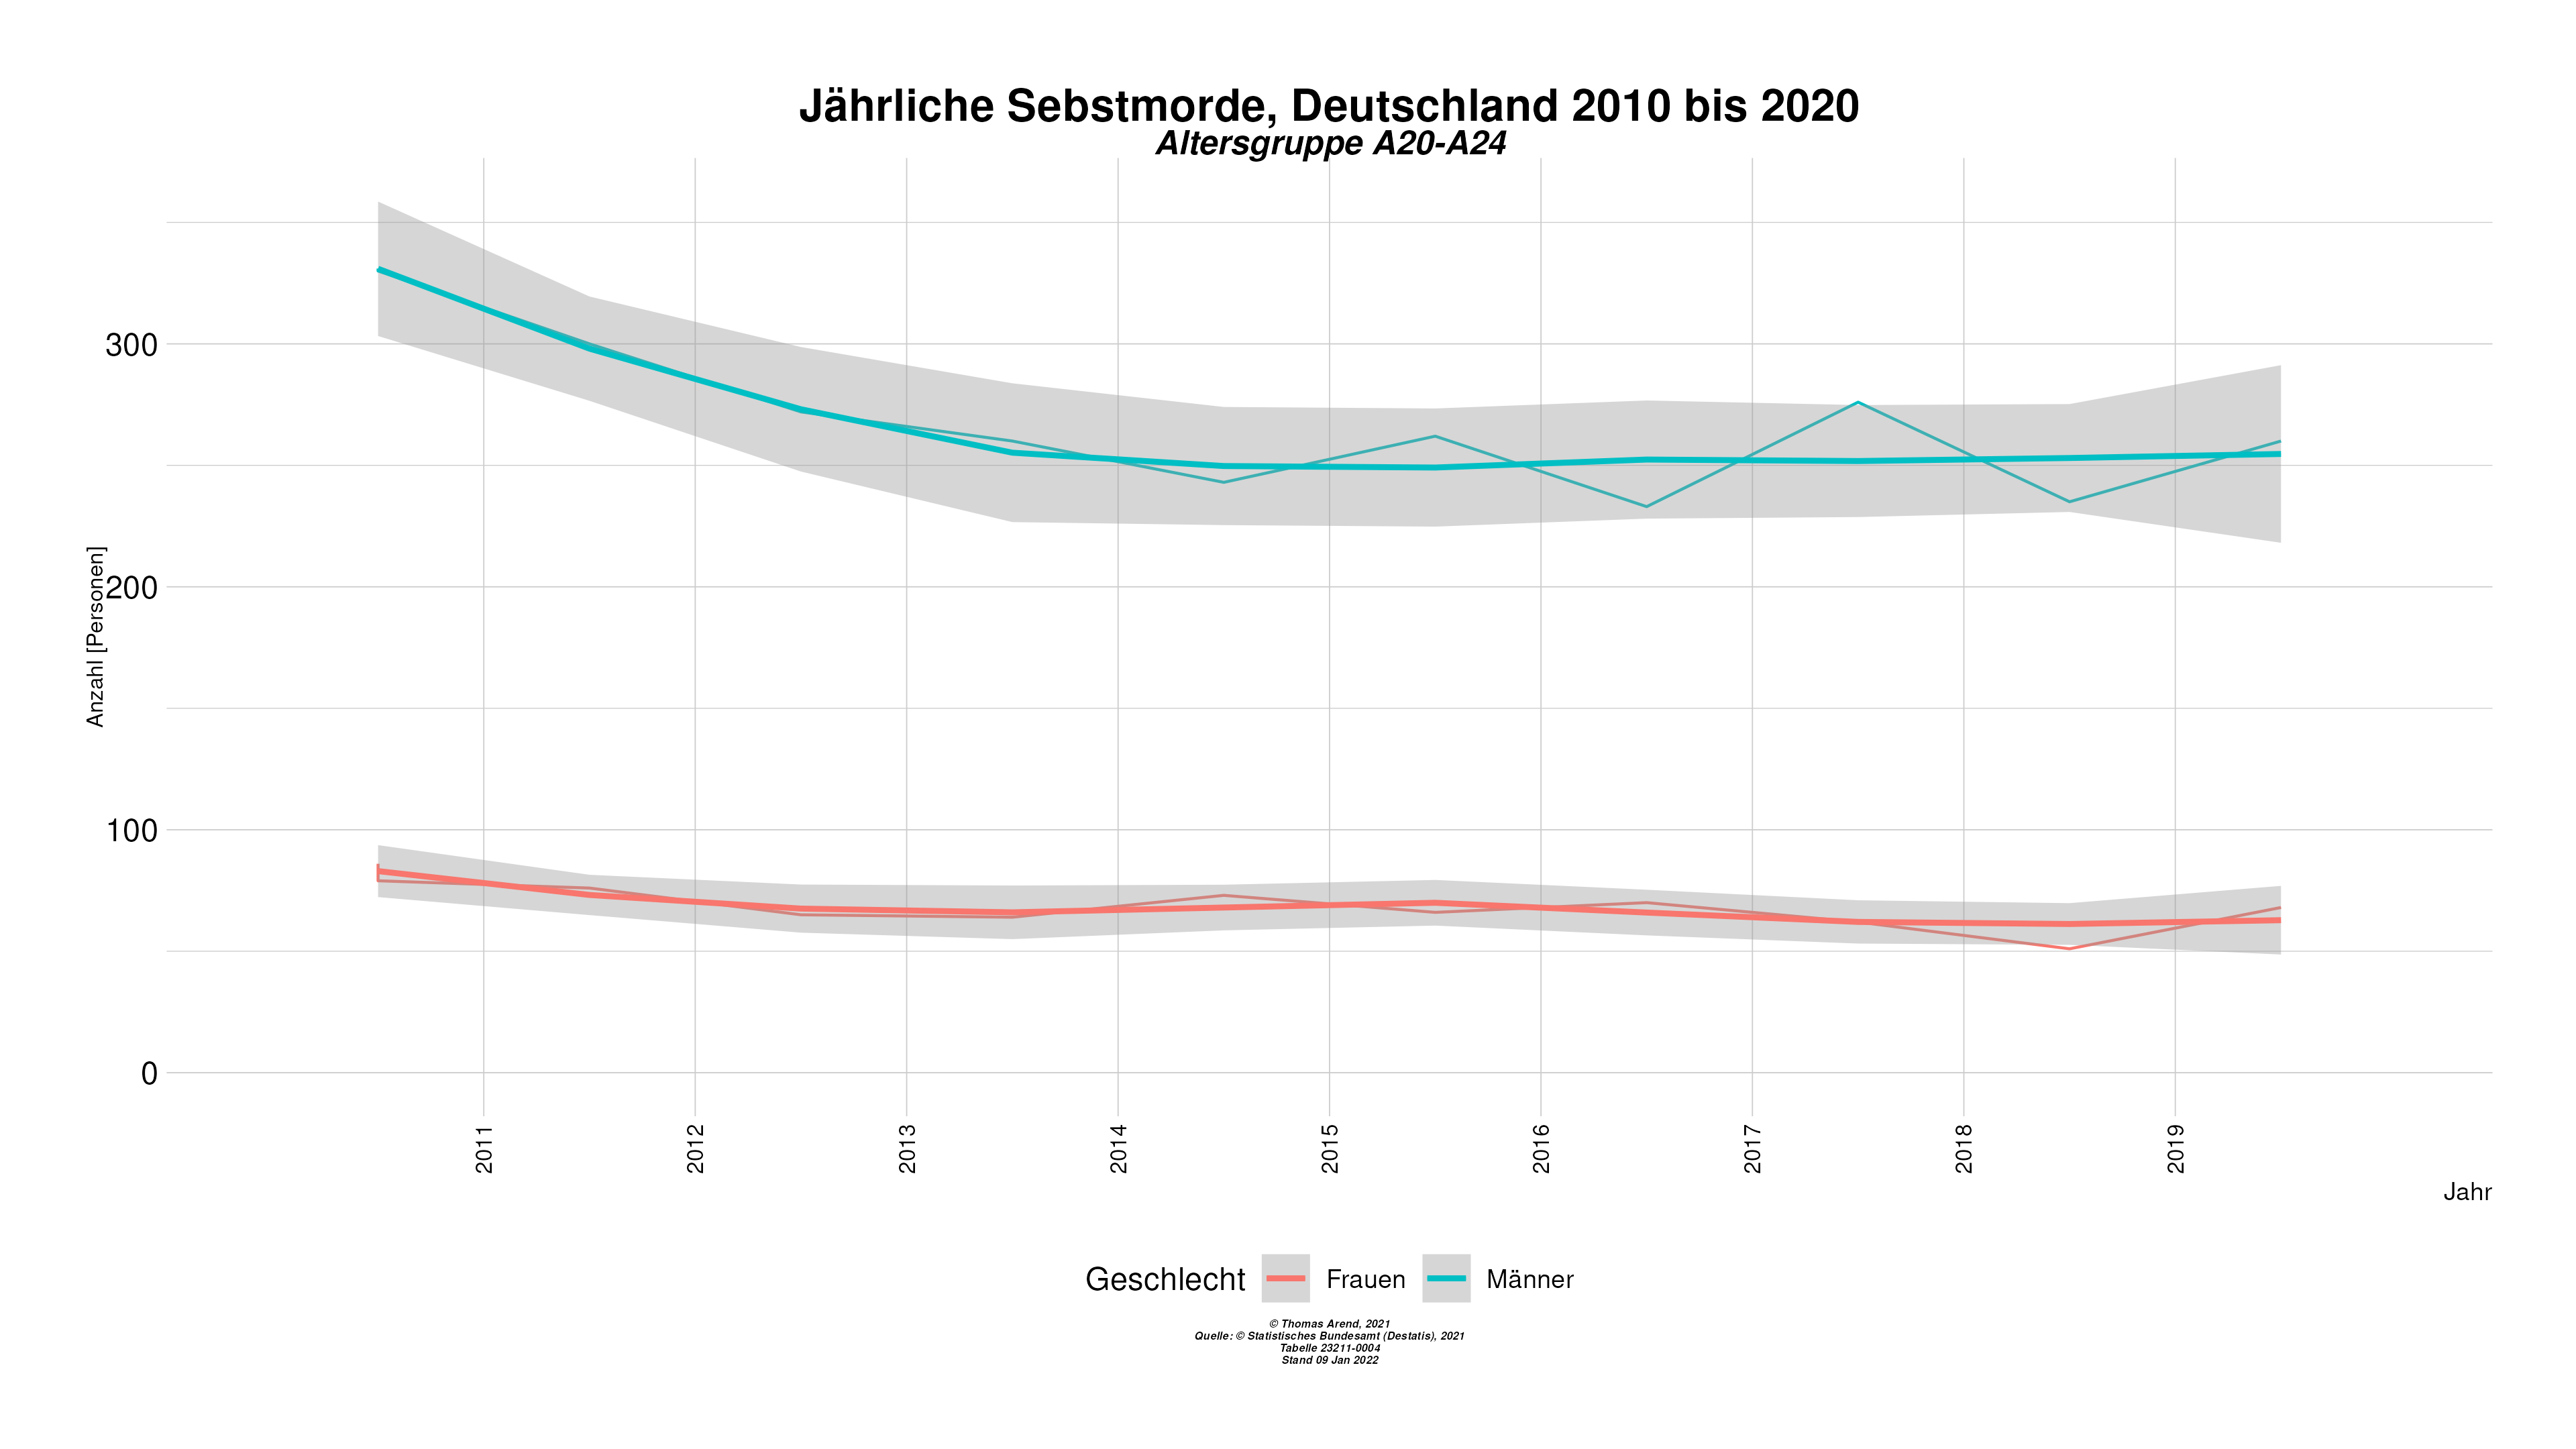 Jährliche Sebstmorde, Deutschland 2010 bis 2020
Altersgruppe A20-A24
Anzahl [Personen]
300
200
100
0
2011
2012
2013
2014
2015
2016
2017
2018
2019
Jahr
Geschlecht Frauen Männer
© Thomas Arend, 2021
Quelle: © Statistisches Bundesamt (Destatis), 2021
Tabelle 23211-0004
Stand 09 Jan 2022